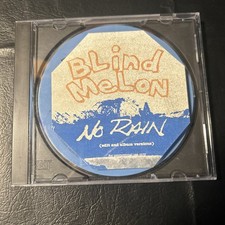 BLIND
MELON
NO RAIN
(edit and album versions)